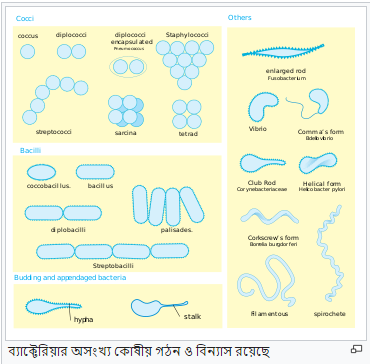 Cocci
coccus
diplococci
diplococci
encapsulated
Pneumococcus
Staphylococci
streptococci
sarcina
tetrad
Bacilli
coccobacillus.
bacillus
diplobacilli
palisades.
Streptobacilli
Budding and appendaged bacteria
hypha
stalk
Others
enlarged rod
Fusobacterium
Vibrio
Comma's form
Bdellovibrio
Club Rod
Corynebacteriaceae
Helical form
Helicobacter pylori
Corkscrew's form
Borrelia burgdorferi
filamentous
spirochete
ব্যাক্টেরিয়ার অসংখ্য কোষীয় গঠন ও বিন্যাস রয়েছে